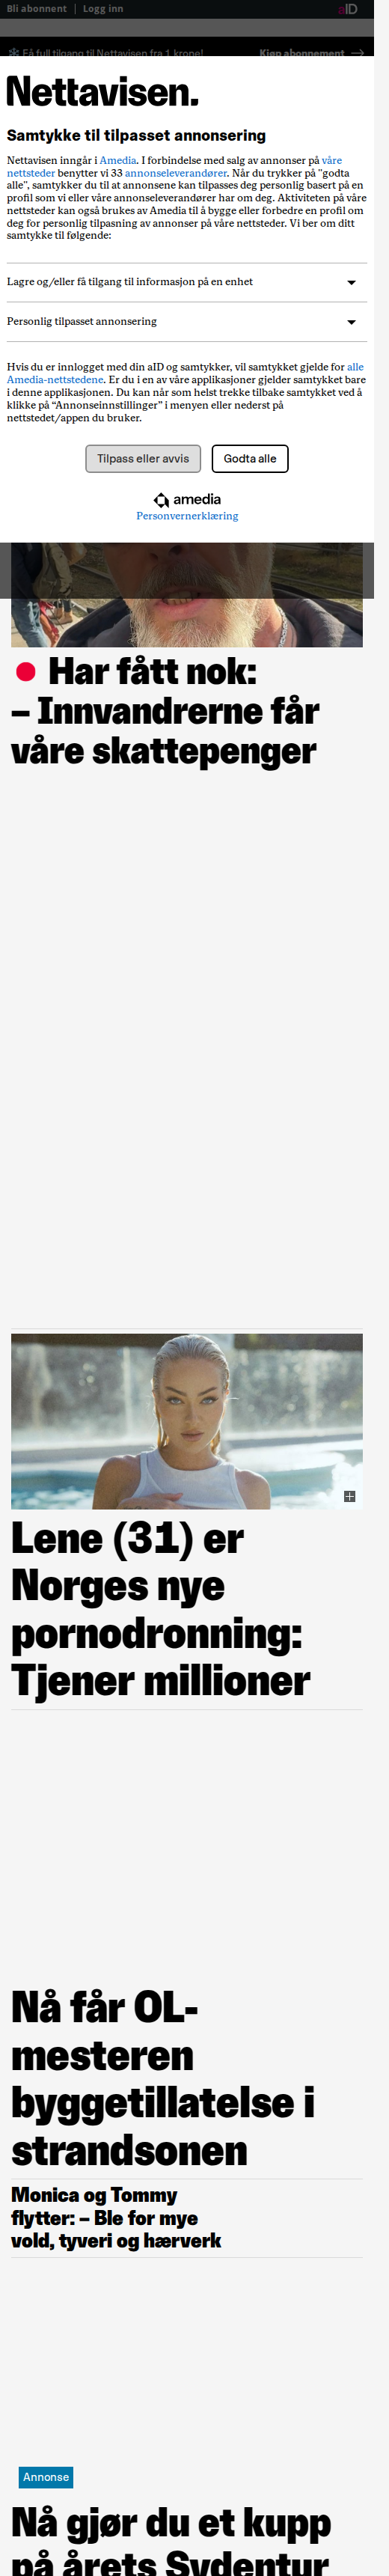 Bli abonnent | Logg inn
aID
Få full tilgang til Nettavisen fra 1 krone!
Kjøp abonnement →
Nettavisen.
Samtykke til tilpasset annonsering
Nettavisen inngår i Amedia. I forbindelse med salg av annonser på våre
nettsteder benytter vi 33 annonseleverandører. Når du trykker på "godta
alle", samtykker du til at annonsene kan tilpasses deg personlig basert på en
profil som vi eller våre annonseleverandører har om deg. Aktiviteten på våre
nettsteder kan også brukes av Amedia til å bygge eller forbedre en profil om
deg for personlig tilpasning av annonser på våre nettsteder. Vi ber om ditt
samtykke til følgende:
Lagre og/eller få tilgang til informasjon på en enhet
Personlig tilpasset annonsering
Hvis du er innlogget med din aID og samtykker, vil samtykket gjelde for alle
Amedia-nettstedene. Er du i en av våre applikasjoner gjelder samtykket bare
i denne applikasjonen. Du kan når som helst trekke tilbake samtykket ved å
klikke på “Annonseinnstillinger” i menyen eller nederst på
nettstedet/appen du bruker.
Tilpass eller avvis
Godta alle
amedia
Personvernerklæring
Har fått nok:
– Innvandrerne får
våre skattepenger
Lene (31) er
Norges nye
pornodronning:
Tjener millioner
Nå får OL-
mesteren
byggetillatelse i
strandsonen
Monica og Tommy
flytter: – Ble for mye
vold, tyveri og hærverk
Annonse
Nå gjør du et kupp
på årets Sydentur